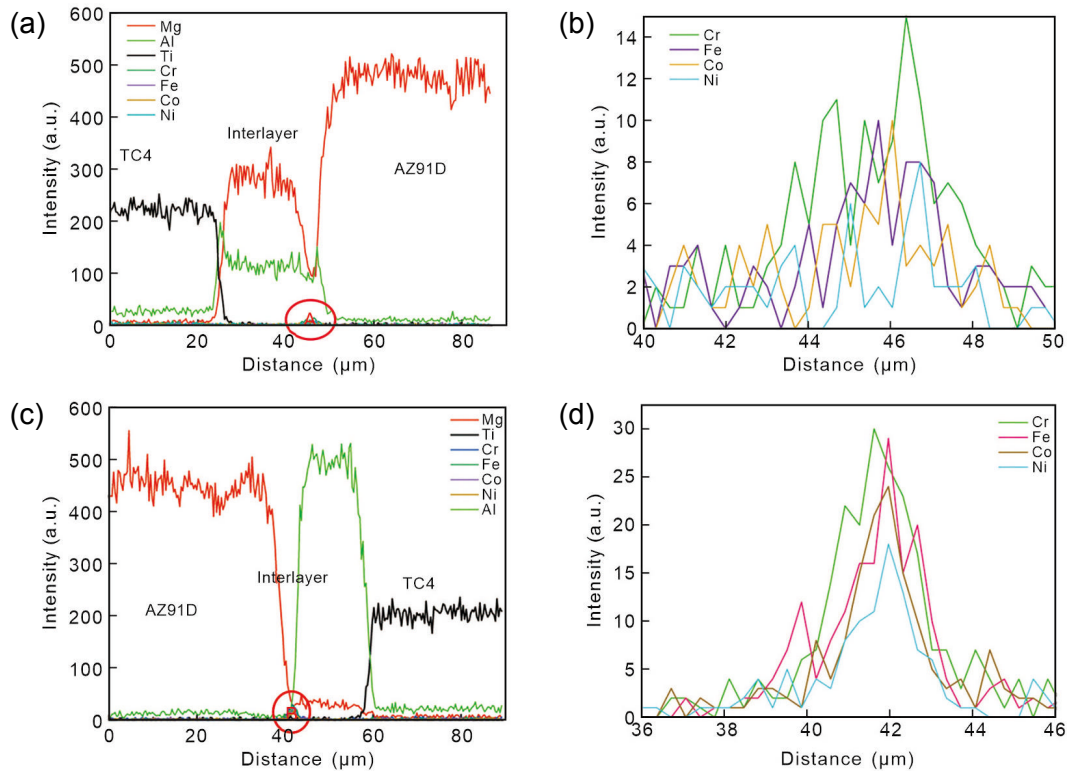 (a)
600
500
400
300
200
100
0
Intensity (a.u.)
Mg
Al
Ti
Cr
Fe
Co
Ni
TC4
Interlayer
AZ91D
0 20 40 60 80
Distance (μm)
(b)
14
12
10
8
6
4
2
0
Intensity (a.u.)
Cr
Fe
Co
Ni
40 42 44 46 48 50
Distance (μm)
(c)
600
500
400
300
200
100
0
Intensity (a.u.)
Mg
Ti
Cr
Fe
Co
Ni
Al
AZ91D
Interlayer
TC4
0 20 40 60 80
Distance (μm)
(d)
30
25
20
15
10
5
0
Intensity (a.u.)
Cr
Fe
Co
Ni
36 38 40 42 44 46
Distance (μm)